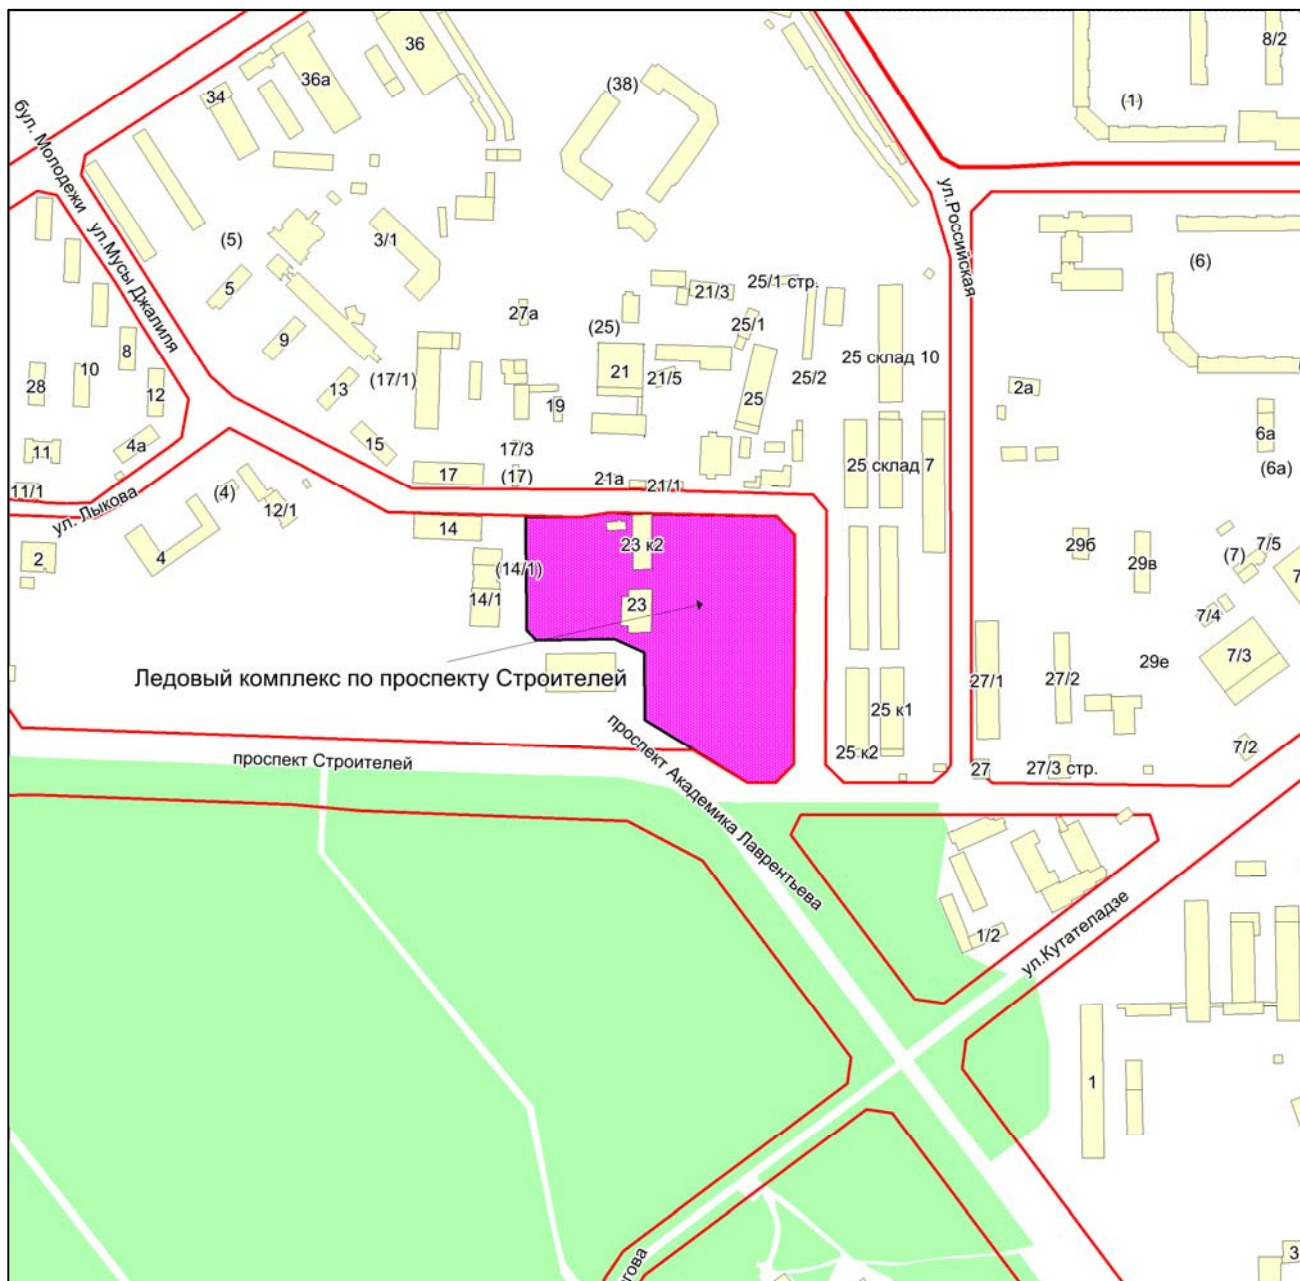 36
8/2
36а
34
(38)
(1)
бул. Молодежи
ул.Российская
ул.Мусы Джалиля
(5)
3/1
(6)
5
25/1 стр.
21/3
27а
25/1
(25)
9
8
25 склад 10
10
28
12
13
(17/1)
21
21/5
25/2
25
2а
19
4а
11
15
17/3
6а
(6а)
17
(17)
21а
21/1
25 склад 7
11/1
(4)
12/1
ул. Лыкова
14
23 к2
2
4
(14/1)
14/1
23
29б
29в
7/5
(7)
7
7/4
7/3
29е
Ледовый комплекс по проспекту Строителей
27/1
27/2
25 к1
проспект Академика Лаврентьева
25 к2
7/2
проспект Строителей
27
27/3 стр.
1/2
ул.Кутателадзе
1
3